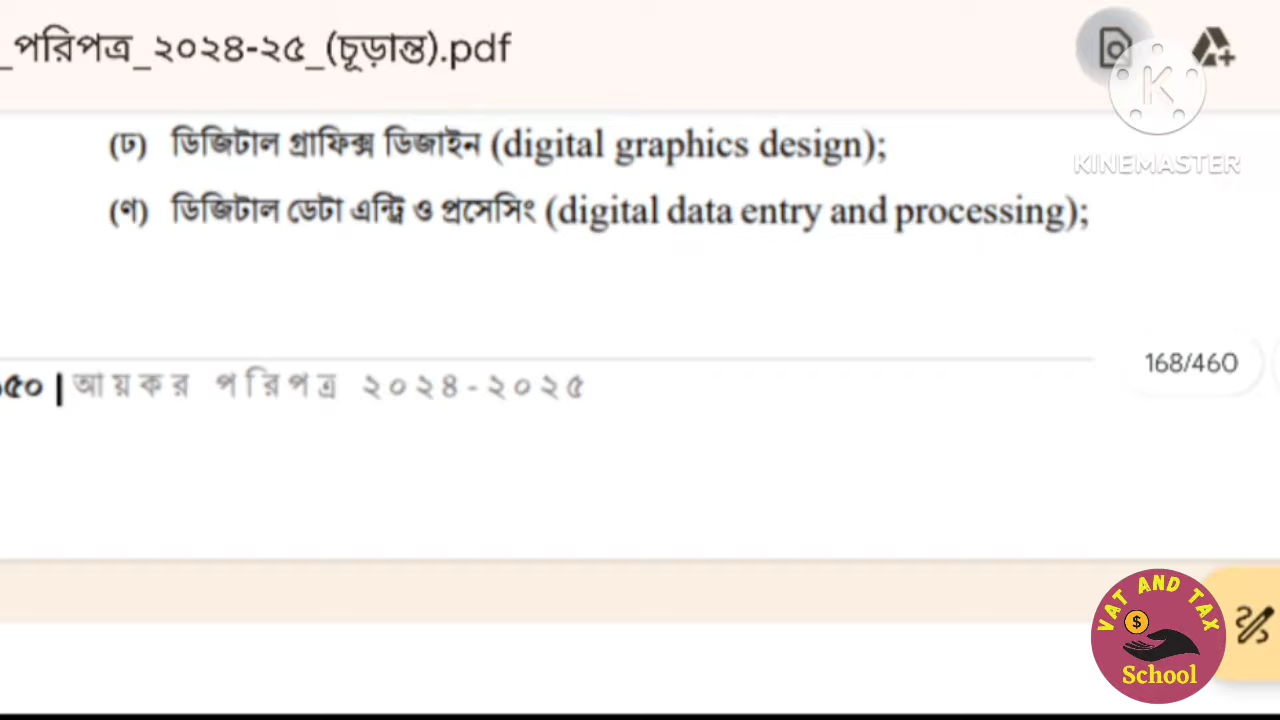 _পরিপত্র_২০২৪-২৫_(চূড়ান্ত).pdf
K
KINEMASTER
(ঢ) ডিজিটাল গ্রাফিক্স ডিজাইন (digital graphics design);
(ণ) ডিজিটাল ডেটা এন্ট্রি ও প্রসেসিং (digital data entry and processing);
168/460
৫০ | আয়কর পরিপত্র ২০২৪-২০২৫
VAT AND TAX
$
School